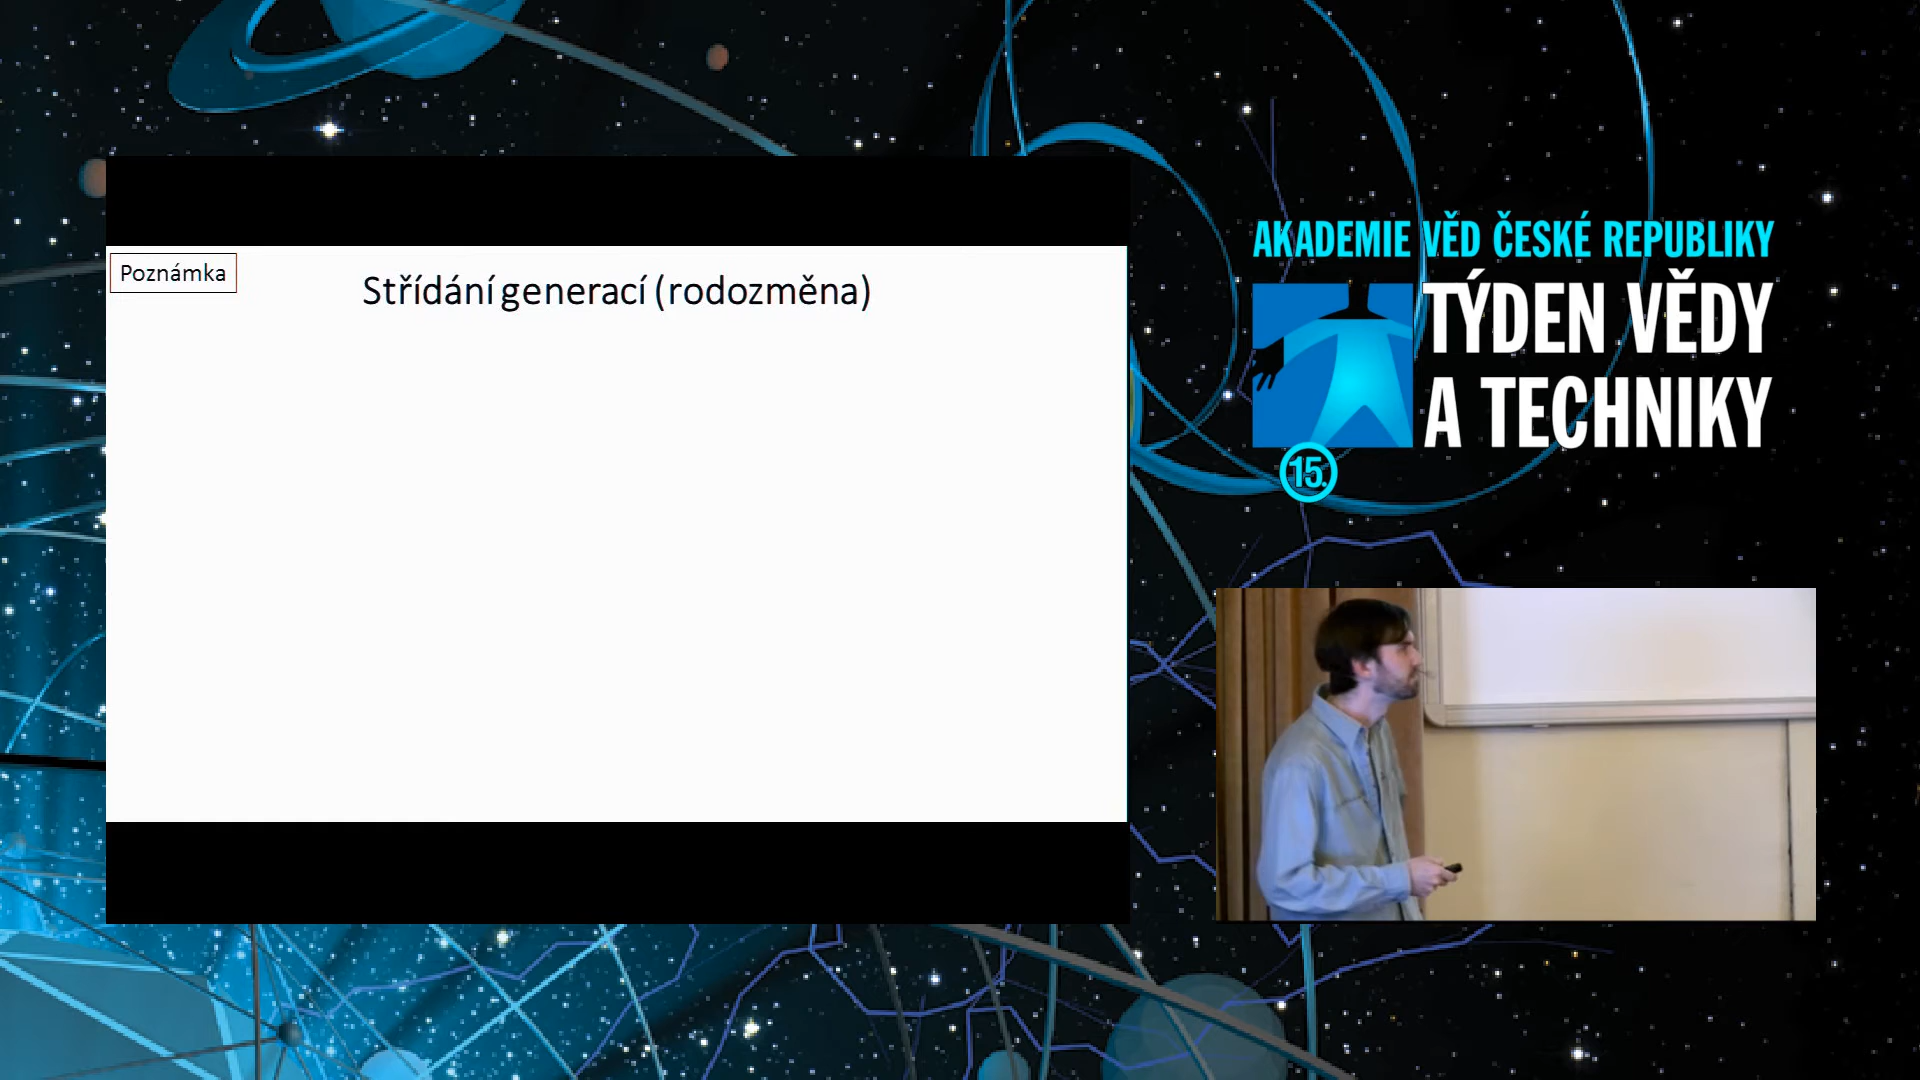 Poznámka
Střídání generací (rodozměna)
AKADEMIE VĚD ČESKÉ REPUBLIKY
TÝDEN VĚDY
A TECHNIKY
15.